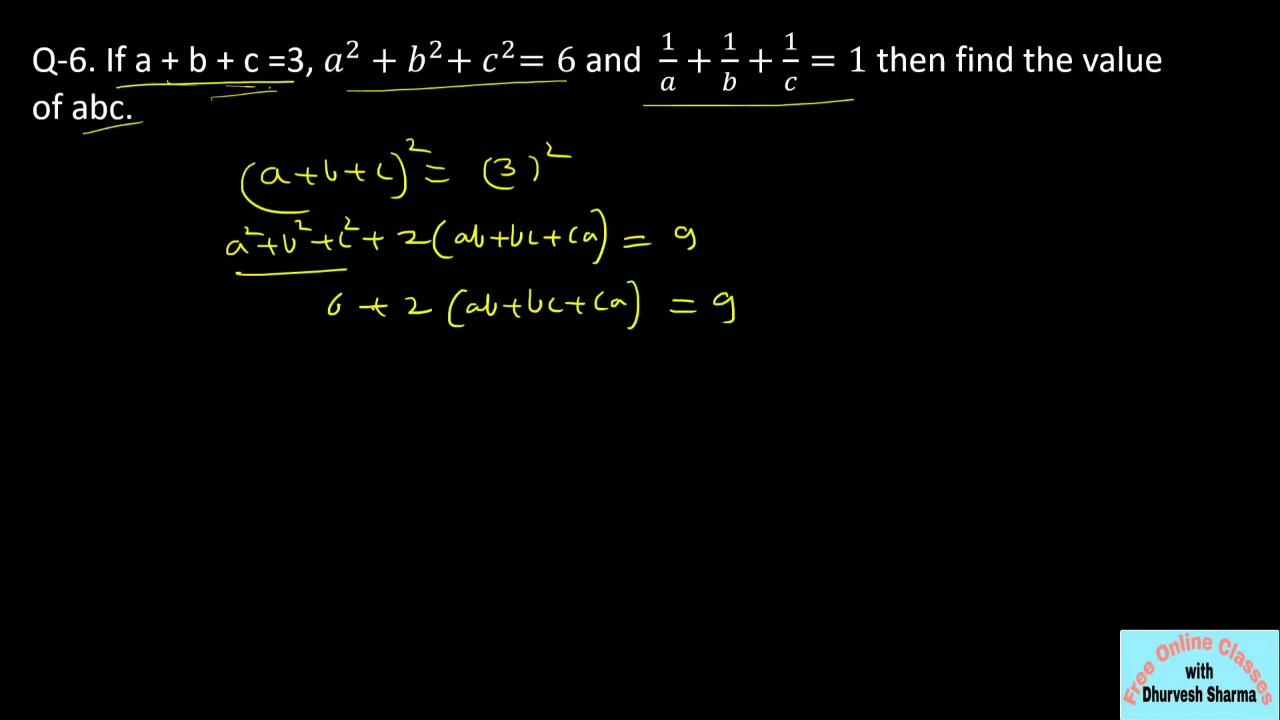 Q-6. If a + b + c =3, a² + b²+ c²= 6 and 1/a + 1/b + 1/c = 1 then find the value
of abc.
(a+b+c)² = (3)²
a²+b²+c²+2(ab+bc+ca) = 9
6 + 2 (ab+bc+ca) = 9
Free Online Classes
with
Dhurvesh Sharma